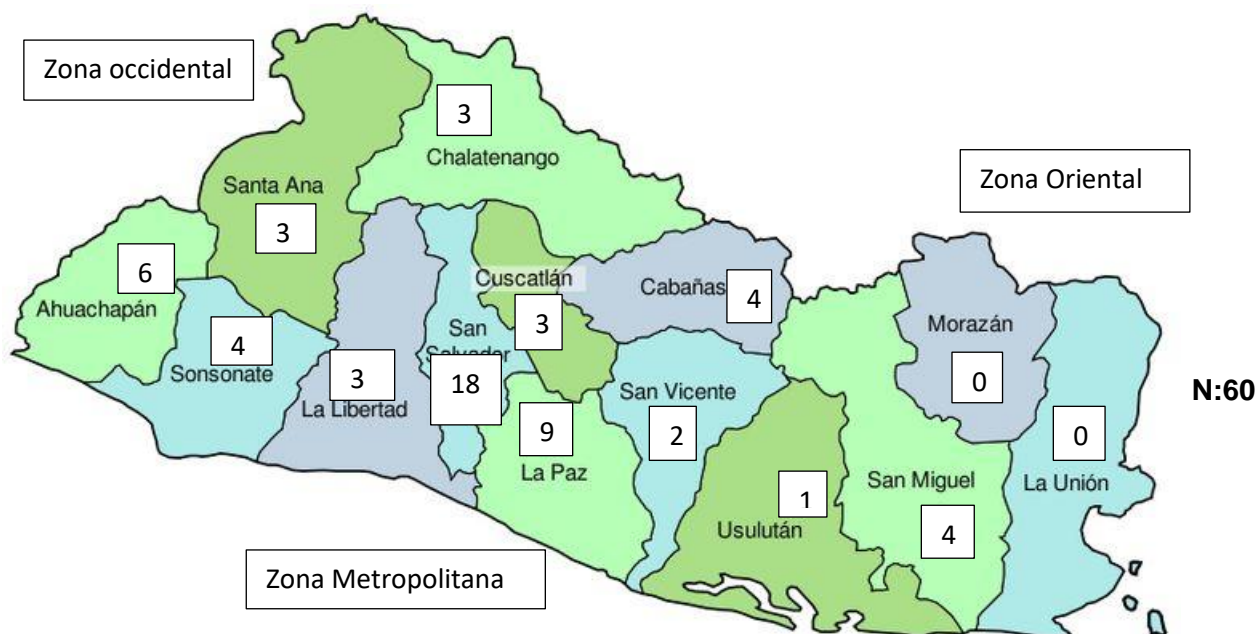 Zona occidental
3
Chalatenango
Zona Oriental
Santa Ana
3
6
Ahuachapán
Cuscatlán
3
Cabañas
4
Morazán
0
4
Sonsonate
3
La Libertad
San
Salvador
18
San Vicente
2
N:60
0
9
La Paz
La Unión
San Miguel
4
1
Usulután
Zona Metropolitana